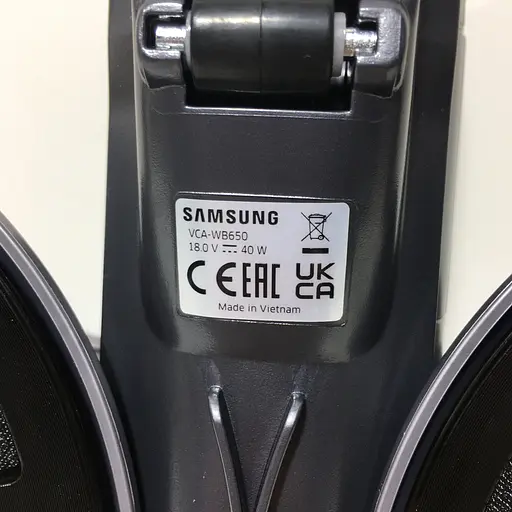 SAMSUNG
VCA-WB650
18.0 V ⎓ 40 W
CE EAC UK CA
Made in Vietnam